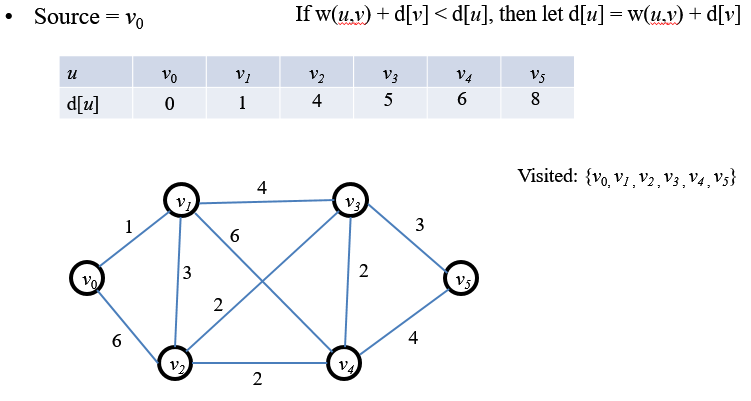 • Source = v0
If w(u,v) + d[v] < d[u], then let d[u] = w(u,v) + d[v]
u v0 v1 v2 v3 v4 v5
d[u] 0 1 4 5 6 8
Visited: {v0, v1, v2, v3, v4, v5}
4
v1
v3
1
6
3
v0
3
2
v5
2
6
4
v2
v4
2